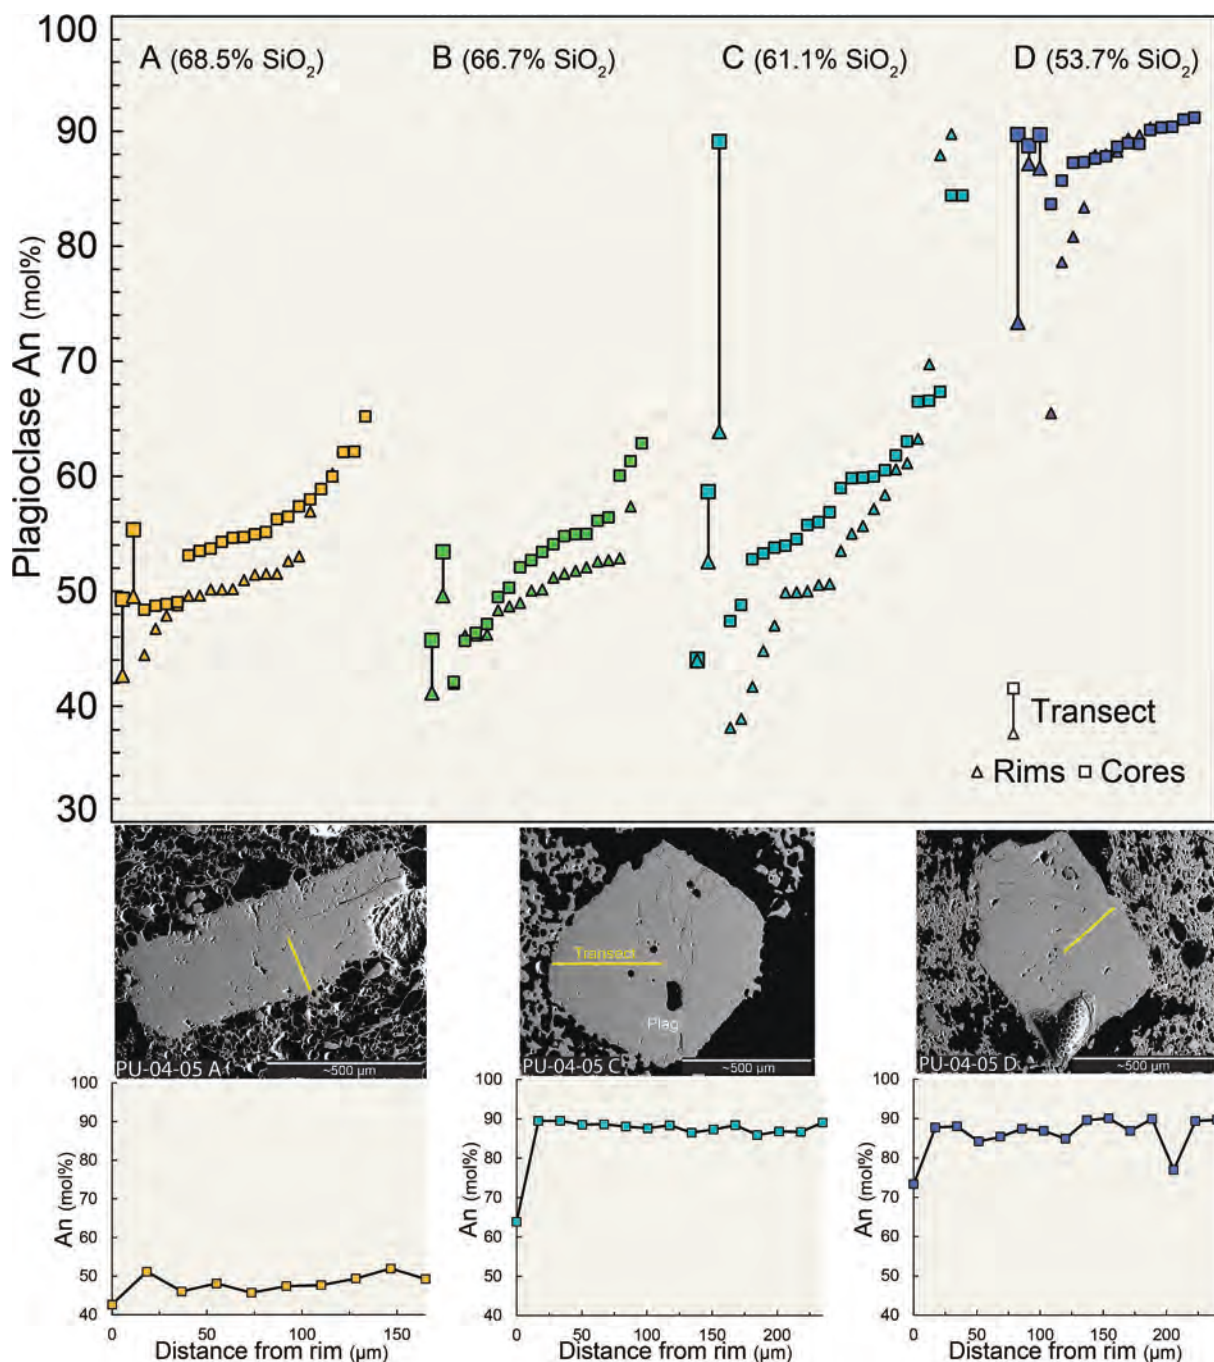 Plagioclase An (mol%)
100
90
80
70
60
50
40
30
A (68.5% SiO₂)
B (66.7% SiO₂)
C (61.1% SiO₂)
D (53.7% SiO₂)
Transect
Rims
Cores
PU-04-05 A
~500 µm
Transect
Plag
PU-04-05 C
~500 µm
PU-04-05 D
~500 µm
An (mol%)
100
90
80
70
60
50
40
0 50 100 150
Distance from rim (µm)
An (mol%)
100
90
80
70
60
50
40
0 50 100 150 200
Distance from rim (µm)
An (mol%)
100
90
80
70
60
50
40
0 50 100 150 200
Distance from rim (µm)